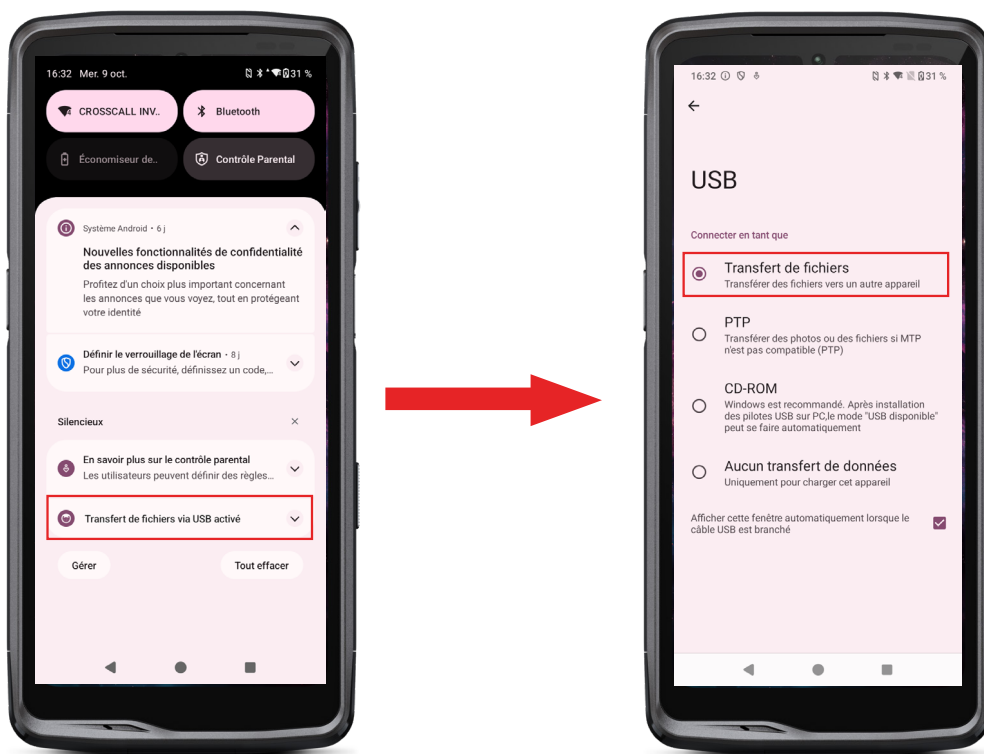 16:32 Mer. 9 oct.
31 %
CROSSCALL INV..
Bluetooth
Économiseur de..
Contrôle Parental
Système Android • 6 j
Nouvelles fonctionnalités de confidentialité
des annonces disponibles
Profitez d'un choix plus important concernant
les annonces que vous voyez, tout en protégeant
votre identité
Définir le verrouillage de l'écran • 8 j
Pour plus de sécurité, définissez un code,...
Silencieux
En savoir plus sur le contrôle parental
Les utilisateurs peuvent définir des règles...
Transfert de fichiers via USB activé
Gérer
Tout effacer
16:32
31 %
USB
Connecter en tant que
Transfert de fichiers
Transférer des fichiers vers un autre appareil
PTP
Transférer des photos ou des fichiers si MTP
n'est pas compatible (PTP)
CD-ROM
Windows est recommandé. Après installation
des pilotes USB sur PC,le mode "USB disponible"
peut se faire automatiquement
Aucun transfert de données
Uniquement pour charger cet appareil
Afficher cette fenêtre automatiquement lorsque le
câble USB est branché